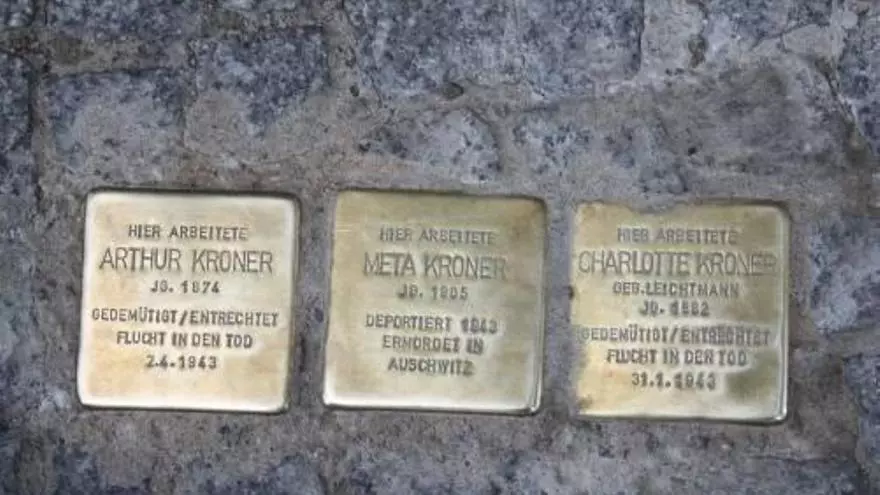 HIER ARBEITETE
ARTHUR KRONER
JG. 1874
GEDEMÜTIGT/ENTRECHTET
FLUCHT IN DEN TOD
2.4.1943
HIER ARBEITETE
META KRONER
JG. 1905
DEPORTIERT 1943
ERMORDET IN
AUSCHWITZ
HIER ARBEITETE
CHARLOTTE KRONER
GEB. LEICHTMANN
JG. 1882
GEDEMÜTIGT/ENTRECHTET
FLUCHT IN DEN TOD
31.1.1943